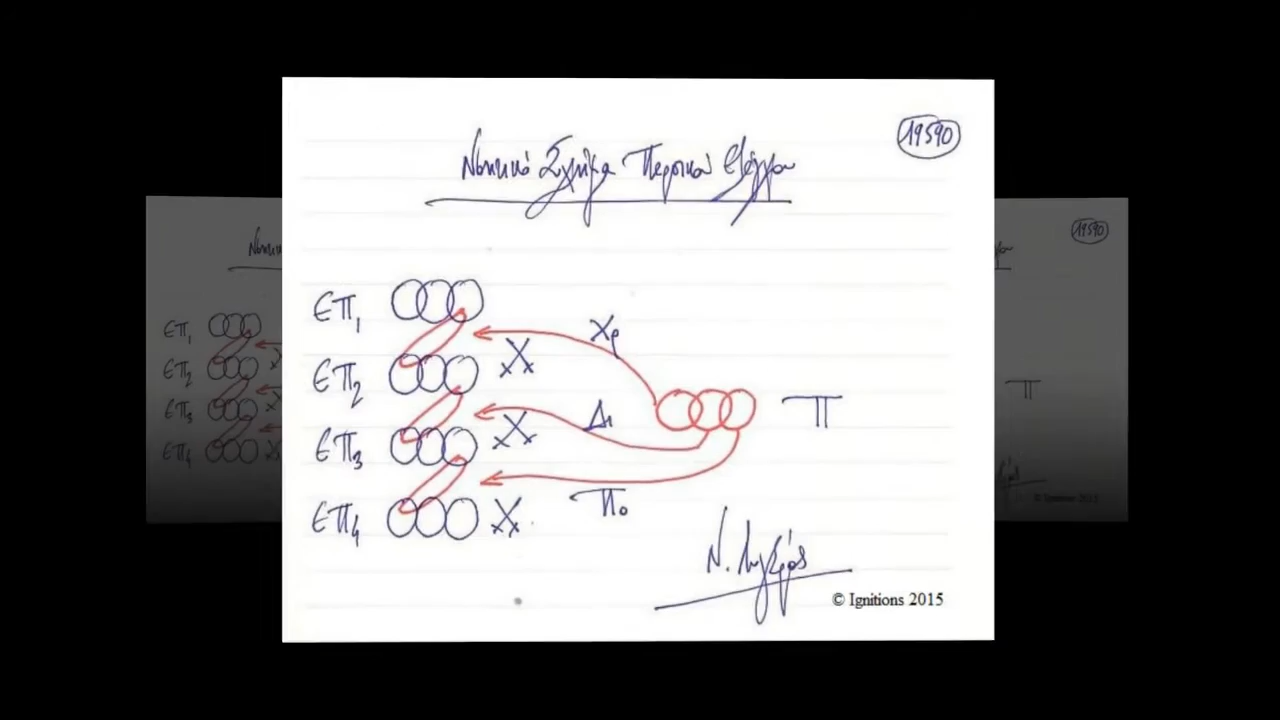 19590
Νοητικό Σχήμα Περσικού Ελέγχου
ΕΠ1
Χρ
ΕΠ2 Χ
Δι
Π
ΕΠ3 Χ
Πο
ΕΠ4 Χ
Ν. Λυγερός
© Ignitions 2015